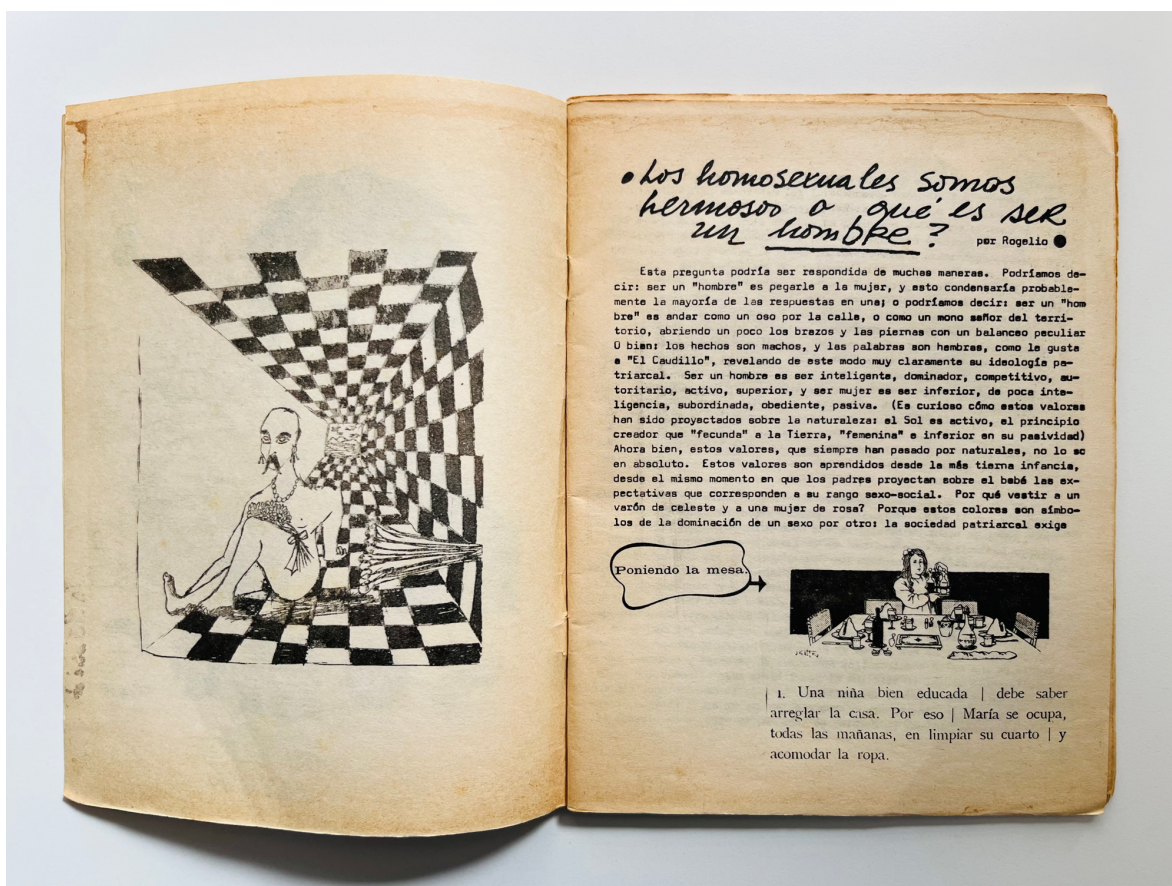 • Los homosexuales somos
hermosos o qué es ser
un hombre?
por Rogelio ●
Esta pregunta podría ser respondida de muchas maneras. Podríamos de-
cir: ser un "hombre" es pegarle a la mujer, y esto condensaría probable-
mente la mayoría de las respuestas en una; o podríamos decir: ser un "hom
bre" es andar como un oso por la calle, o como un mono señor del terri-
torio, abriendo un poco los brazos y las piernas con un balanceo peculiar
O bien: los hechos son machos, y las palabras son hembras, como le gusta
a "El Caudillo", revelando de este modo muy claramente su ideología pa-
triarcal. Ser un hombre es ser inteligente, dominador, competitivo, au-
toritario, activo, superior, y ser mujer es ser inferior, de poca inte-
ligencia, subordinada, obediente, pasiva. (Es curioso cómo estos valores
han sido proyectados sobre la naturaleza: el Sol es activo, el principio
creador que "fecunda" a la Tierra, "femenina" e inferior en su pasividad)
Ahora bien, estos valores, que siempre han pasado por naturales, no lo so
en absoluto. Estos valores son aprendidos desde la más tierna infancia,
desde el mismo momento en que los padres proyectan sobre el bebé las ex-
pectativas que corresponden a su rango sexo-social. Por qué vestir a un
varón de celeste y a una mujer de rosa? Porque estos colores son símbo-
los de la dominación de un sexo por otro: la sociedad patriarcal exige
Poniendo la mesa.
1. Una niña bien educada | debe saber
arreglar la casa. Por eso | María se ocupa,
todas las mañanas, en limpiar su cuarto | y
acomodar la ropa.